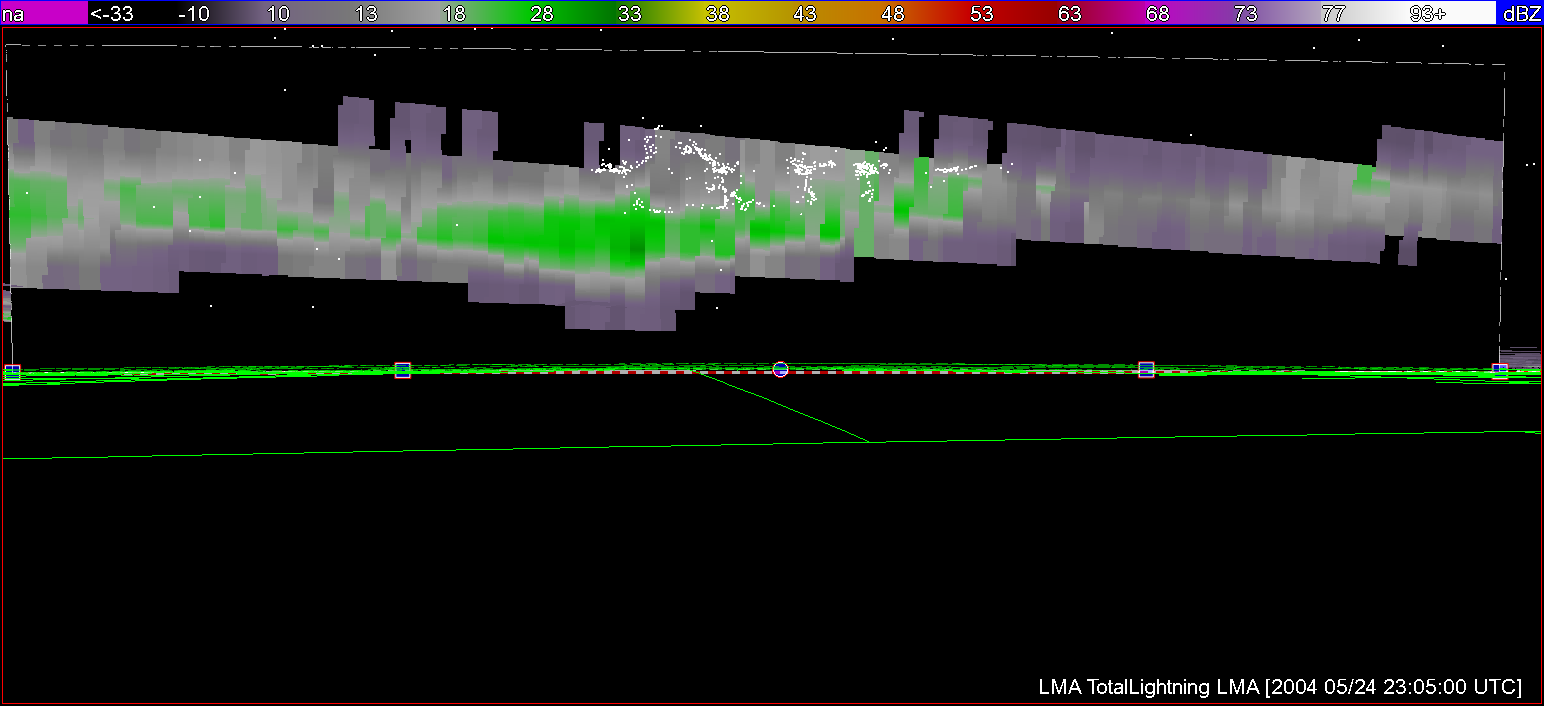 na <-33 -10 10 13 18 28 33 38 43 48 53 63 68 73 77 93+ dBZ
LMA TotalLightning LMA [2004 05/24 23:05:00 UTC]